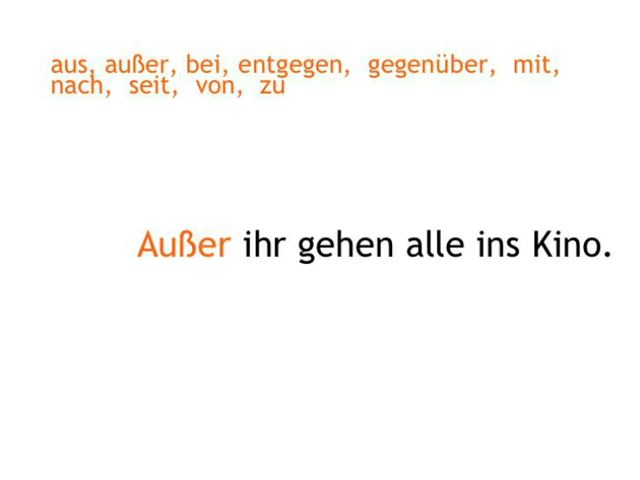 aus, außer, bei, entgegen, gegenüber, mit,
nach, seit, von, zu
Außer ihr gehen alle ins Kino.